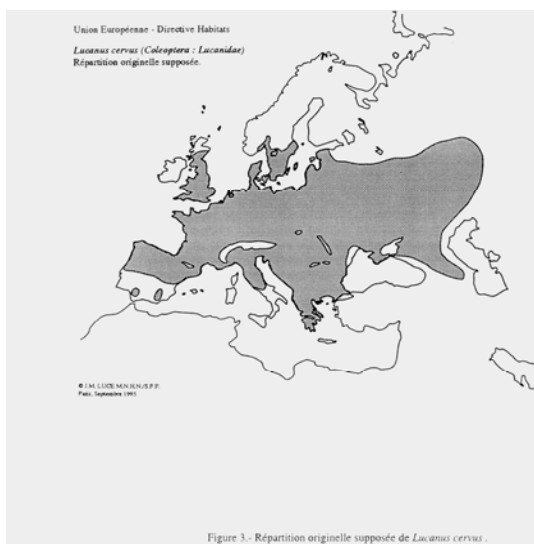 Union Européenne - Directive Habitats
Lucanus cervus (Coleoptera : Lucanidae)
Répartition originelle supposée.
© J.M. LUCE M.N.H.N./S.F.F.
Paris, Septembre 1995
Figure 3.- Répartition originelle supposée de Lucanus cervus .